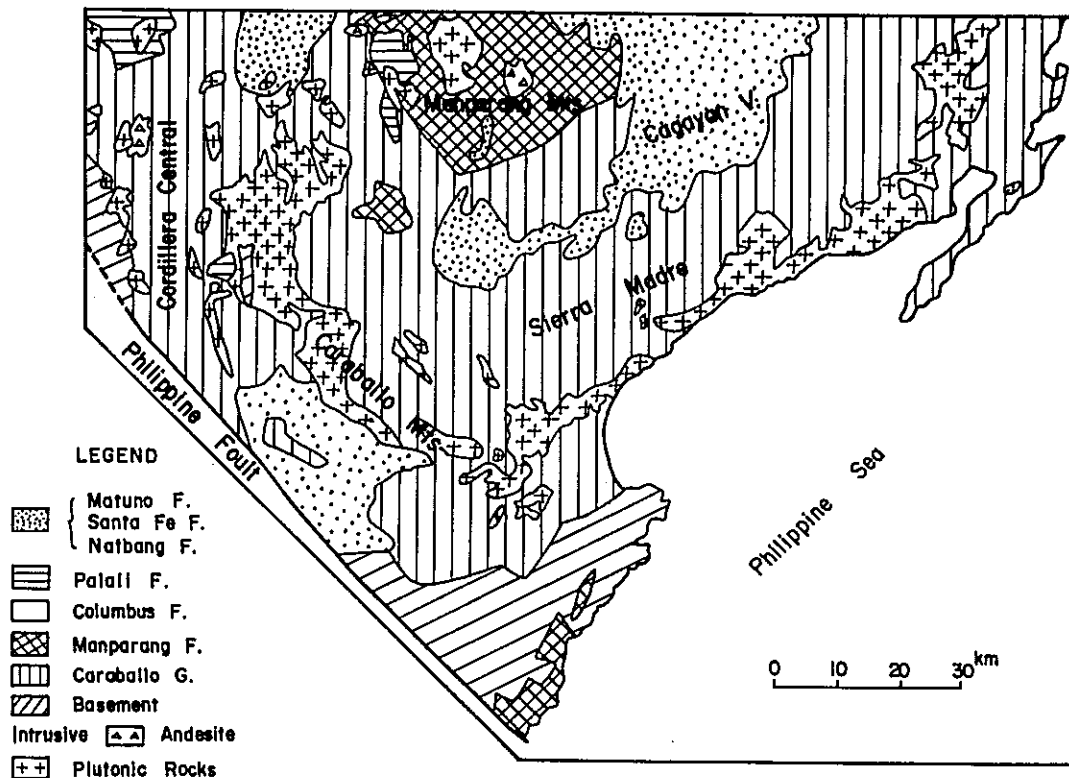 Manparang Mts
Cagayan V.
Cordillera Central
Sierra Madre
Caraballo Mts.
Philippine Foult
Philippine Sea
LEGEND
Matuno F.
Santa Fe F.
Natbang F.
Palali F.
Columbus F.
Manparang F.
Caraballo G.
Basement
Intrusive Andesite
Plutonic Rocks
0 10 20 30 km